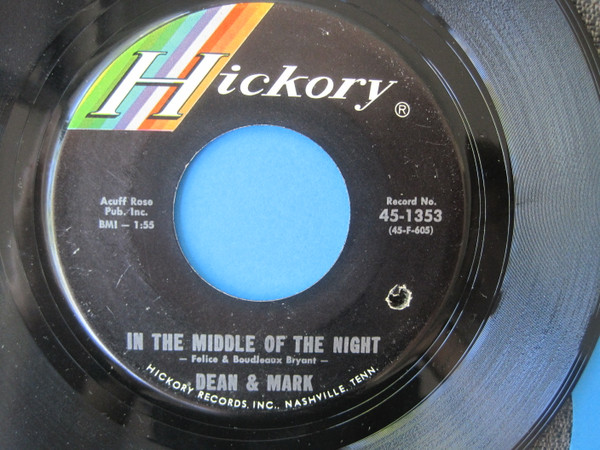 Hickory®
Acuff Rose
Pub. Inc.
BMI — 1:55
Record No.
45-1353
(45-F-605)
IN THE MIDDLE OF THE NIGHT
— Felice & Boudleaux Bryant —
DEAN & MARK
HICKORY RECORDS, INC., NASHVILLE, TENN.